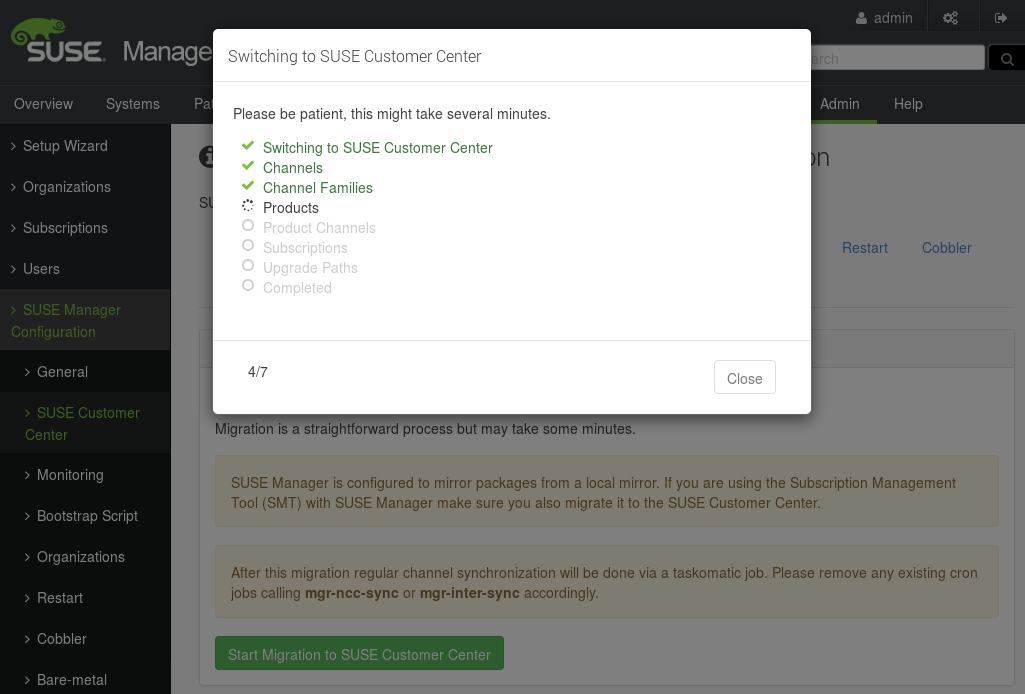 admin
SUSE Manage
arch
Overview
Systems
Pat
Admin
Help
Setup Wizard
Organizations
Subscriptions
Users
SUSE Manager
Configuration
General
SUSE Customer
Center
Monitoring
Bootstrap Script
Organizations
Restart
Cobbler
Bare-metal
Switching to SUSE Customer Center
Please be patient, this might take several minutes.
Switching to SUSE Customer Center
Channels
Channel Families
Products
Product Channels
Subscriptions
Upgrade Paths
Completed
4/7
Close
on
SU
Restart
Cobbler
Migration is a straightforward process but may take some minutes.
SUSE Manager is configured to mirror packages from a local mirror. If you are using the Subscription Management
Tool (SMT) with SUSE Manager make sure you also migrate it to the SUSE Customer Center.
After this migration regular channel synchronization will be done via a taskomatic job. Please remove any existing cron
jobs calling mgr-ncc-sync or mgr-inter-sync accordingly.
Start Migration to SUSE Customer Center